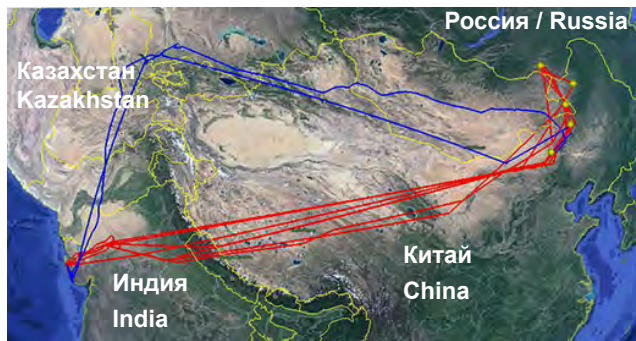 Россия / Russia
Казахстан
Kazakhstan
Китай
China
Индия
India